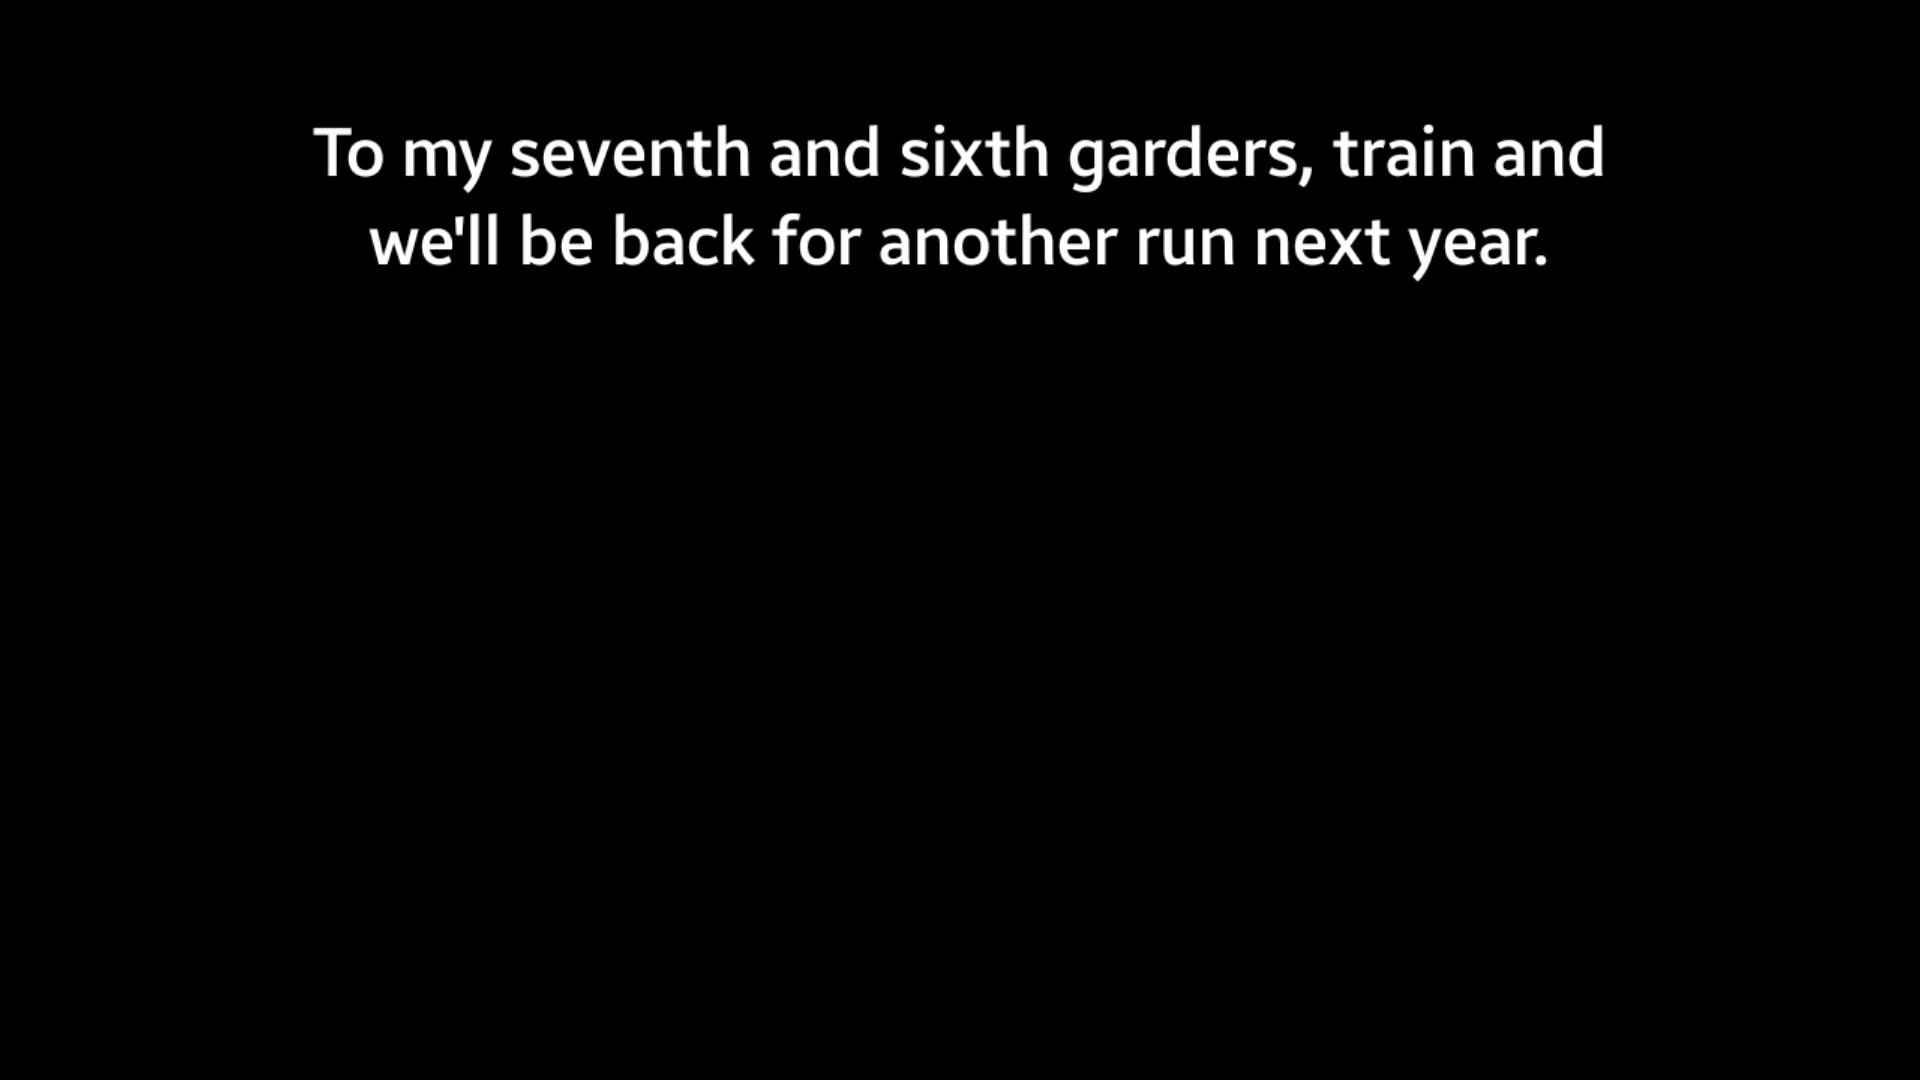 To my seventh and sixth garders, train and
we'll be back for another run next year.